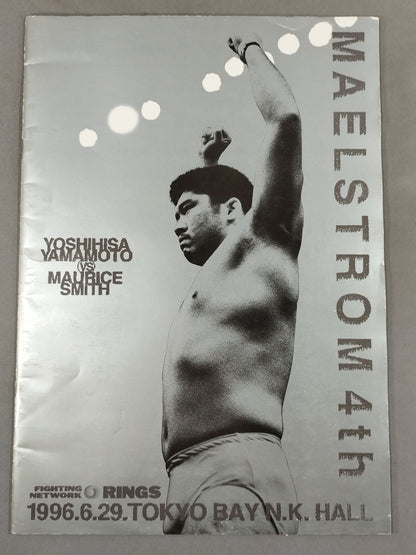 MAELSTROM 4th
YOSHIHISA
YAMAMOTO
(VS)
MAURICE
SMITH
FIGHTING
NETWORK RINGS
1996.6.29.TOKYO BAY N.K. HALL